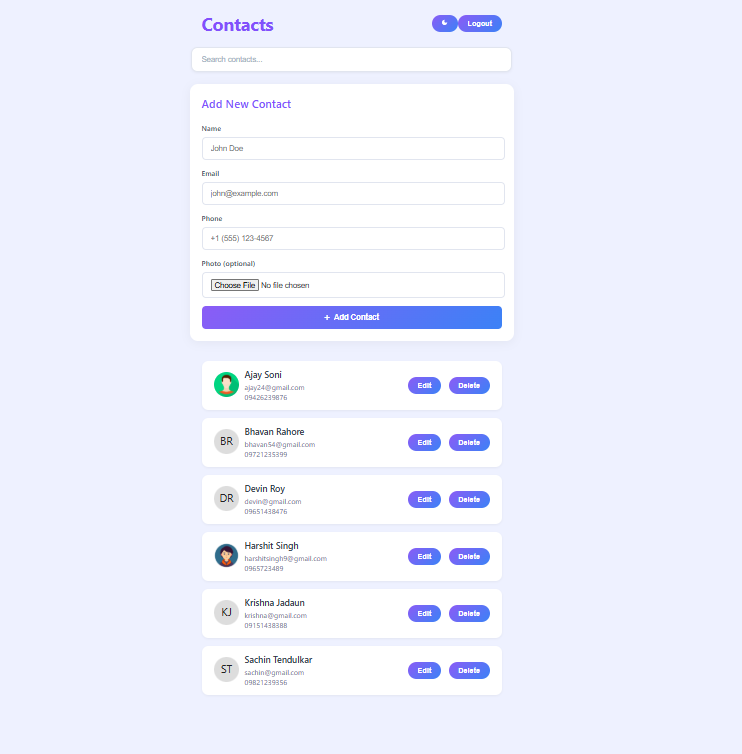 Contacts
Logout
Search contacts...
Add New Contact
Name
John Doe
Email
john@example.com
Phone
+1 (555) 123-4567
Photo (optional)
Choose File No file chosen
+ Add Contact
Ajay Soni
ajay24@gmail.com
09426239876
Edit Delete
BR
Bhavan Rahore
bhavan54@gmail.com
09721235399
Edit Delete
DR
Devin Roy
devin@gmail.com
09651438476
Edit Delete
Harshit Singh
harshitsingh9@gmail.com
0965723489
Edit Delete
KJ
Krishna Jadaun
krishna@gmail.com
09151438388
Edit Delete
ST
Sachin Tendulkar
sachin@gmail.com
09821239356
Edit Delete